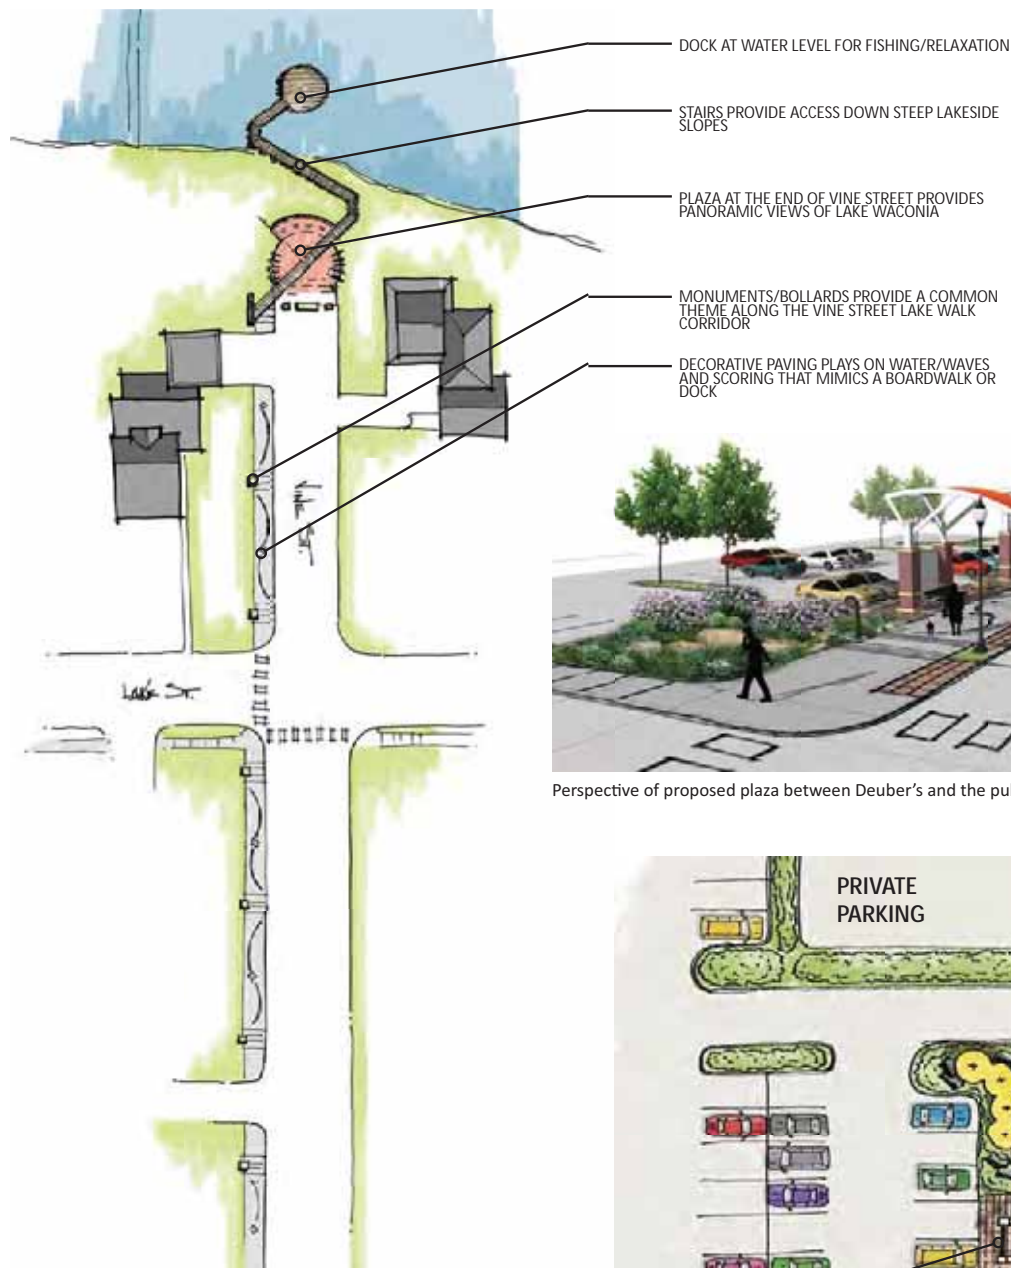 DOCK AT WATER LEVEL FOR FISHING/RELAXATION
STAIRS PROVIDE ACCESS DOWN STEEP LAKESIDE
SLOPES
PLAZA AT THE END OF VINE STREET PROVIDES
PANORAMIC VIEWS OF LAKE WACONIA
MONUMENTS/BOLLARDS PROVIDE A COMMON
THEME ALONG THE VINE STREET LAKE WALK
CORRIDOR
DECORATIVE PAVING PLAYS ON WATER/WAVES
AND SCORING THAT MIMICS A BOARDWALK OR
DOCK
VINE ST.
LAKE ST.
Perspective of proposed plaza between Deuber's and the pu
PRIVATE
PARKING